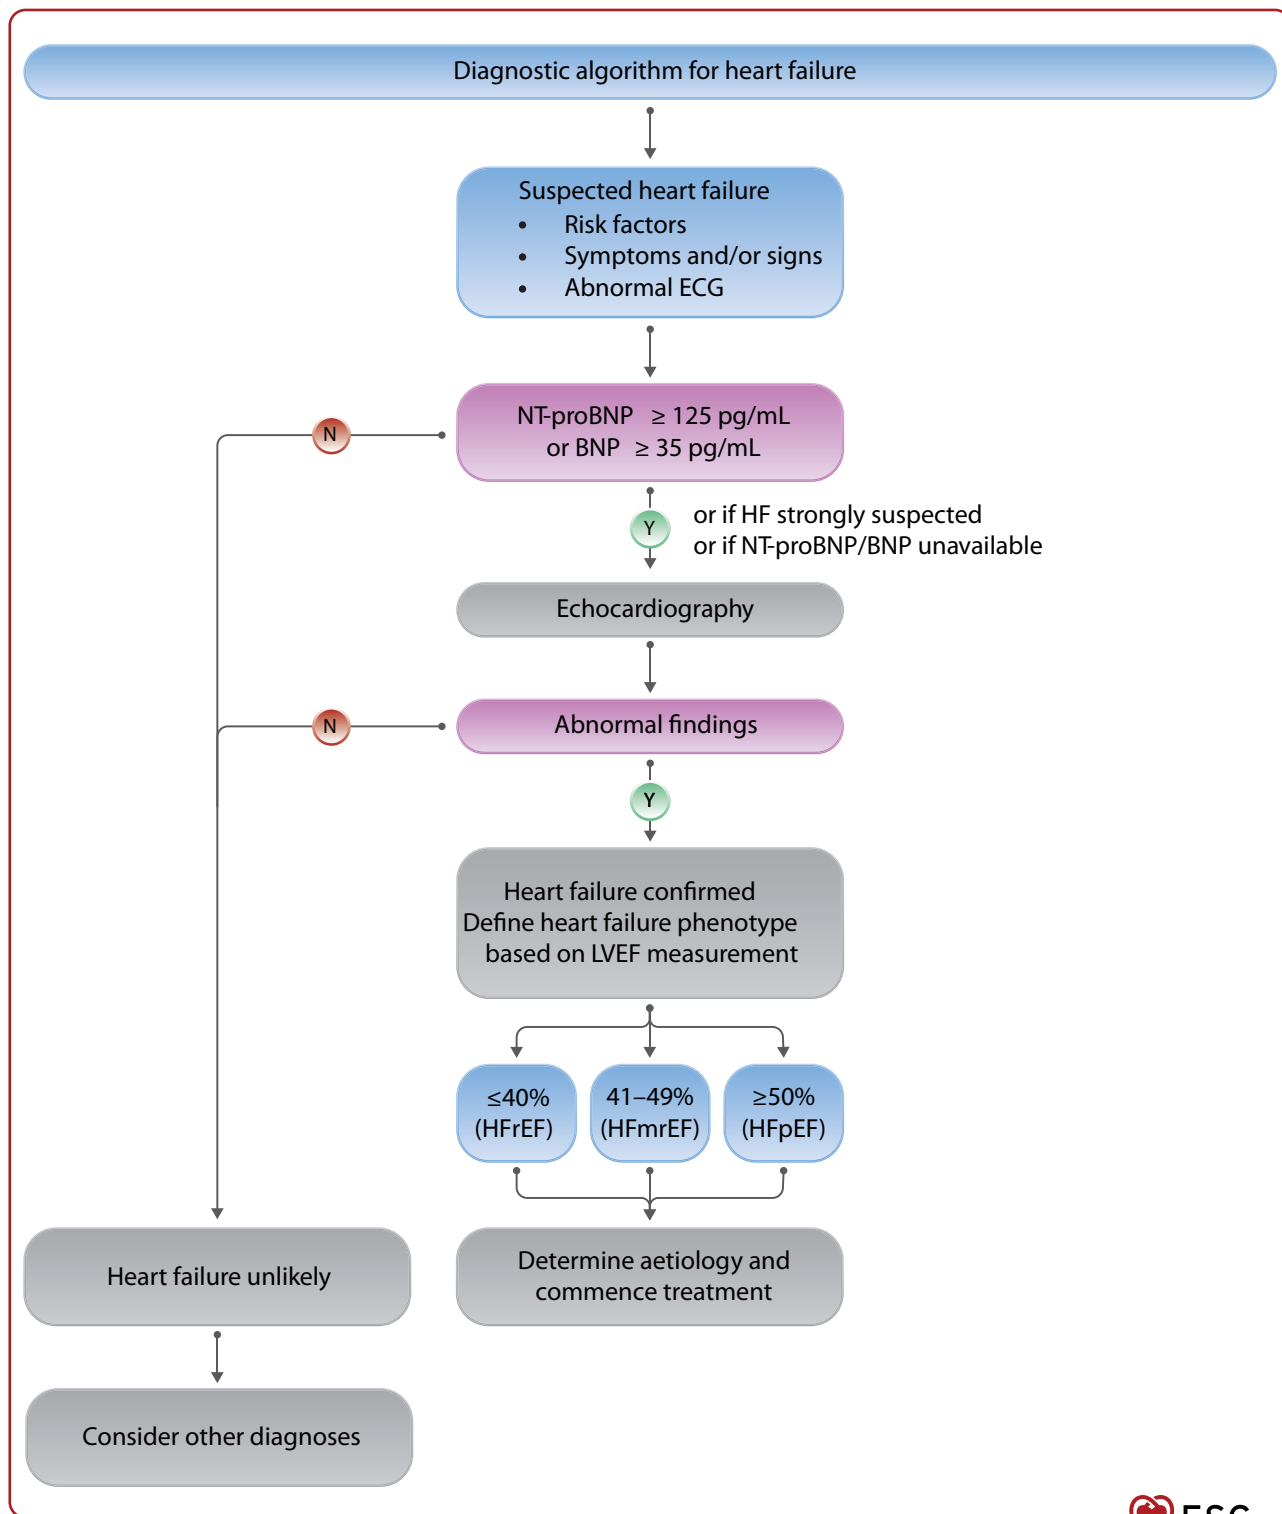 Diagnostic algorithm for heart failure
Suspected heart failure
• Risk factors
• Symptoms and/or signs
• Abnormal ECG
NT-proBNP ≥ 125 pg/mL
or BNP ≥ 35 pg/mL
N
Y
or if HF strongly suspected
or if NT-proBNP/BNP unavailable
Echocardiography
Abnormal findings
N
Y
Heart failure confirmed
Define heart failure phenotype
based on LVEF measurement
≤40%
(HFrEF)
41–49%
(HFmrEF)
≥50%
(HFpEF)
Heart failure unlikely
Determine aetiology and
commence treatment
Consider other diagnoses
ESC